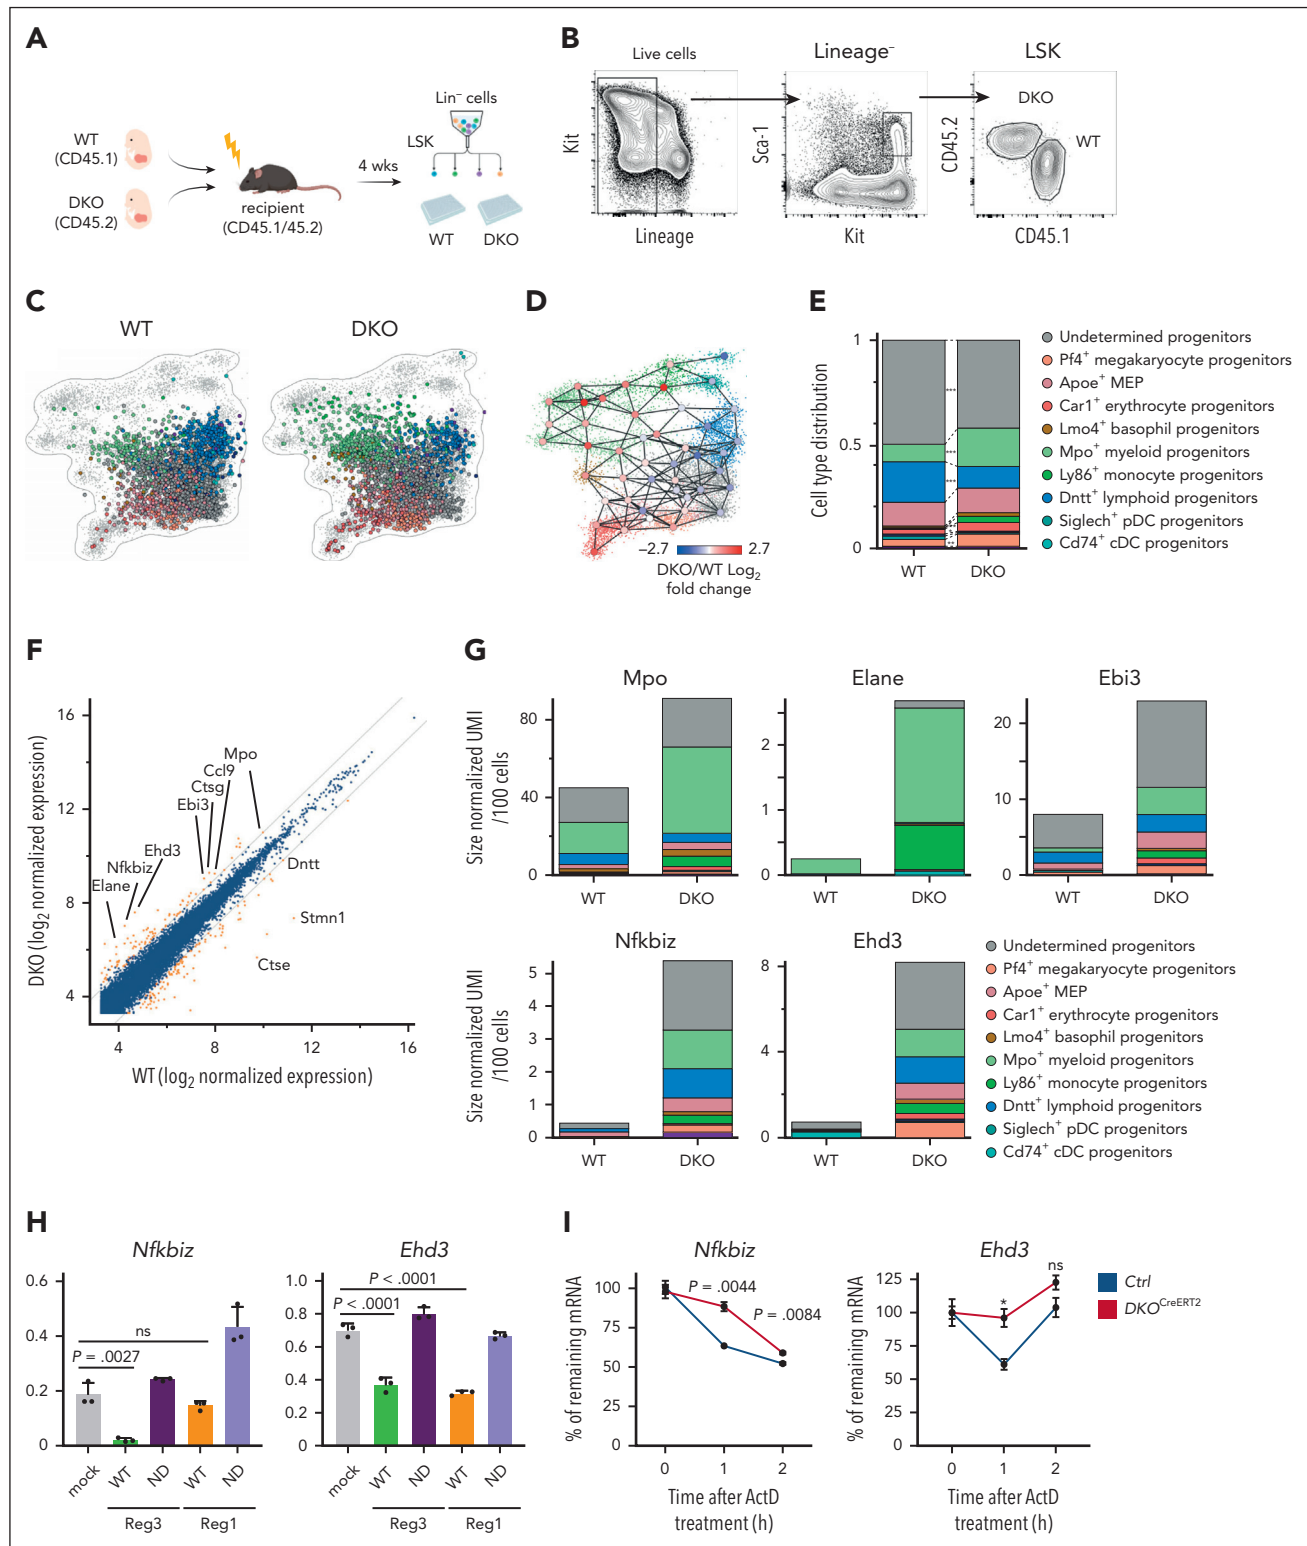 A
WT
(CD45.1)
DKO
(CD45.2)
recipient
(CD45.1/45.2)
4 wks
Lin⁻ cells
LSK
WT
DKO
B
Live cells
Kit
Lineage
Lineage⁻
Sca-1
Kit
LSK
DKO
WT
CD45.2
CD45.1
C
WT
DKO
D
−2.7
2.7
DKO/WT Log₂
fold change
E
Cell type distribution
1
0.5
0
***
***
***
**
WT
DKO
Undetermined progenitors
Pf4⁺ megakaryocyte progenitors
Apoe⁺ MEP
Car1⁺ erythrocyte progenitors
Lmo4⁺ basophil progenitors
Mpo⁺ myeloid progenitors
Ly86⁺ monocyte progenitors
Dntt⁺ lymphoid progenitors
Siglech⁺ pDC progenitors
Cd74⁺ cDC progenitors
F
DKO (log₂ normalized expression)
16
12
8
4
4
8
12
16
WT (log₂ normalized expression)
Mpo
Ccl9
Ctsg
Ebi3
Ehd3
Nfkbiz
Elane
Dntt
Stmn1
Ctse
G
Size normalized UMI
/100 cells
Mpo
80
40
0
WT
DKO
Elane
2
1
0
WT
DKO
Ebi3
20
10
0
WT
DKO
Size normalized UMI
/100 cells
Nfkbiz
5
4
3
2
1
0
WT
DKO
Ehd3
8
4
0
WT
DKO
Undetermined progenitors
Pf4⁺ megakaryocyte progenitors
Apoe⁺ MEP
Car1⁺ erythrocyte progenitors
Lmo4⁺ basophil progenitors
Mpo⁺ myeloid progenitors
Ly86⁺ monocyte progenitors
Dntt⁺ lymphoid progenitors
Siglech⁺ pDC progenitors
Cd74⁺ cDC progenitors
H
Nfkbiz
0.6
0.4
0.2
0
ns
P = .0027
mock
WT
ND
WT
ND
Reg3
Reg1
Ehd3
1.0
0.8
0.6
0.4
0.2
0
P < .0001
P < .0001
mock
WT
ND
WT
ND
Reg3
Reg1
I
Nfkbiz
% of remaining mRNA
100
75
50
25
0
P = .0044
P = .0084
0
1
2
Time after ActD
treatment (h)
Ehd3
% of remaining mRNA
125
100
75
50
25
0
*
ns
0
1
2
Time after ActD
treatment (h)
Ctrl
DKO^CreERT2